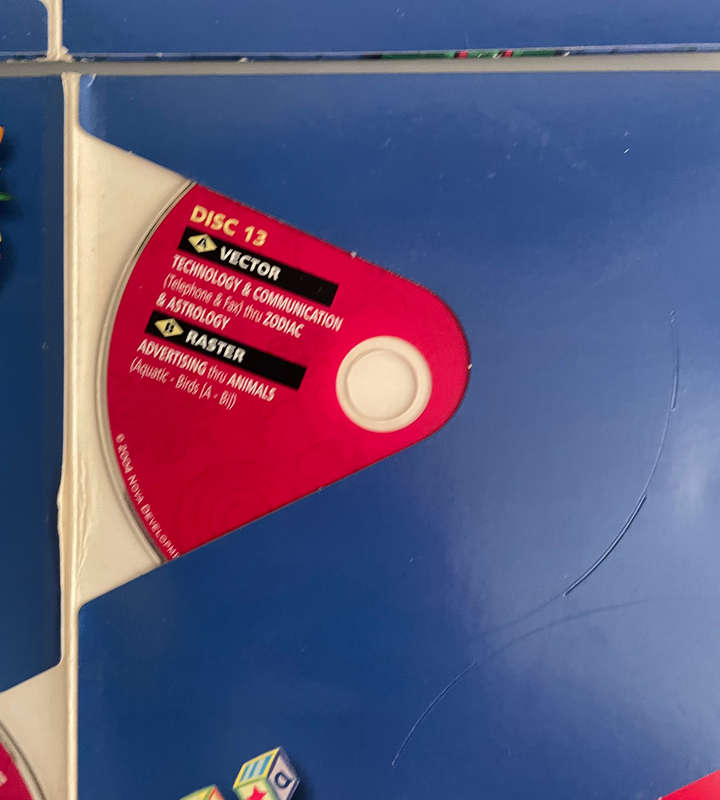 DISC 13
A VECTOR
TECHNOLOGY & COMMUNICATION
(Telephone & Fax) thru ZODIAC
& ASTROLOGY
B RASTER
ADVERTISING thru ANIMALS
(Aquatic - Birds [A - Bi])
© 2004 NOVA DEVELOPME
a